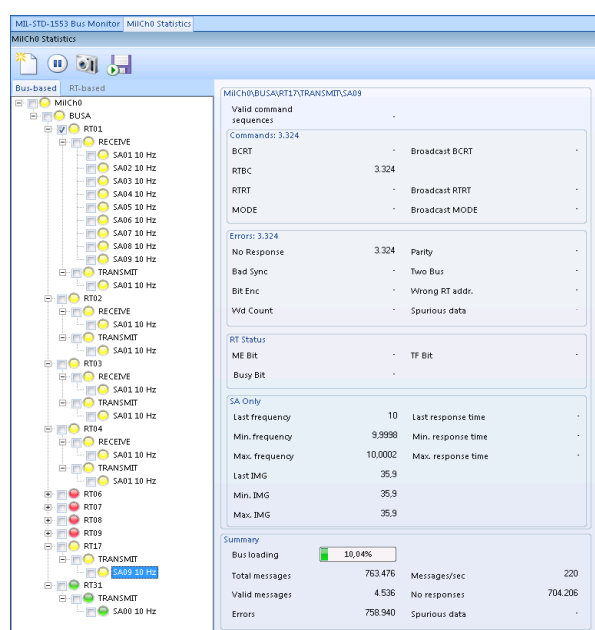 MIL-STD-1553 Bus Monitor MilCh0 Statistics
MilCh0 Statistics
Bus-based RT-based
MilCh0
BUSA
RT01
RECEIVE
SA01 10 Hz
SA02 10 Hz
SA03 10 Hz
SA04 10 Hz
SA05 10 Hz
SA06 10 Hz
SA07 10 Hz
SA08 10 Hz
SA09 10 Hz
TRANSMIT
SA01 10 Hz
RT02
RECEIVE
SA01 10 Hz
TRANSMIT
SA01 10 Hz
RT03
RECEIVE
SA01 10 Hz
TRANSMIT
SA01 10 Hz
RT04
RECEIVE
SA01 10 Hz
TRANSMIT
SA01 10 Hz
RT06
RT07
RT08
RT09
RT17
TRANSMIT
SA09 10 Hz
RT31
TRANSMIT
SA00 10 Hz
MilCh0\BUSA\RT17\TRANSMIT\SA09
Valid command
sequences -
Commands: 3.324
BCRT - Broadcast BCRT -
RTBC 3.324
RTRT - Broadcast RTRT -
MODE - Broadcast MODE -
Errors: 3.324
No Response 3.324 Parity -
Bad Sync - Two Bus -
Bit Enc - Wrong RT addr. -
Wd Count - Spurious data -
RT Status
ME Bit - TF Bit -
Busy Bit -
SA Only
Last frequency 10 Last response time -
Min. frequency 9,9998 Min. response time -
Max. frequency 10,0002 Max. response time -
Last IMG 35,9
Min. IMG 35,9
Max. IMG 35,9
Summary
Bus loading 10,04%
Total messages 763.476 Messages/sec 220
Valid messages 4.536 No responses 704.206
Errors 758.940 Spurious data -